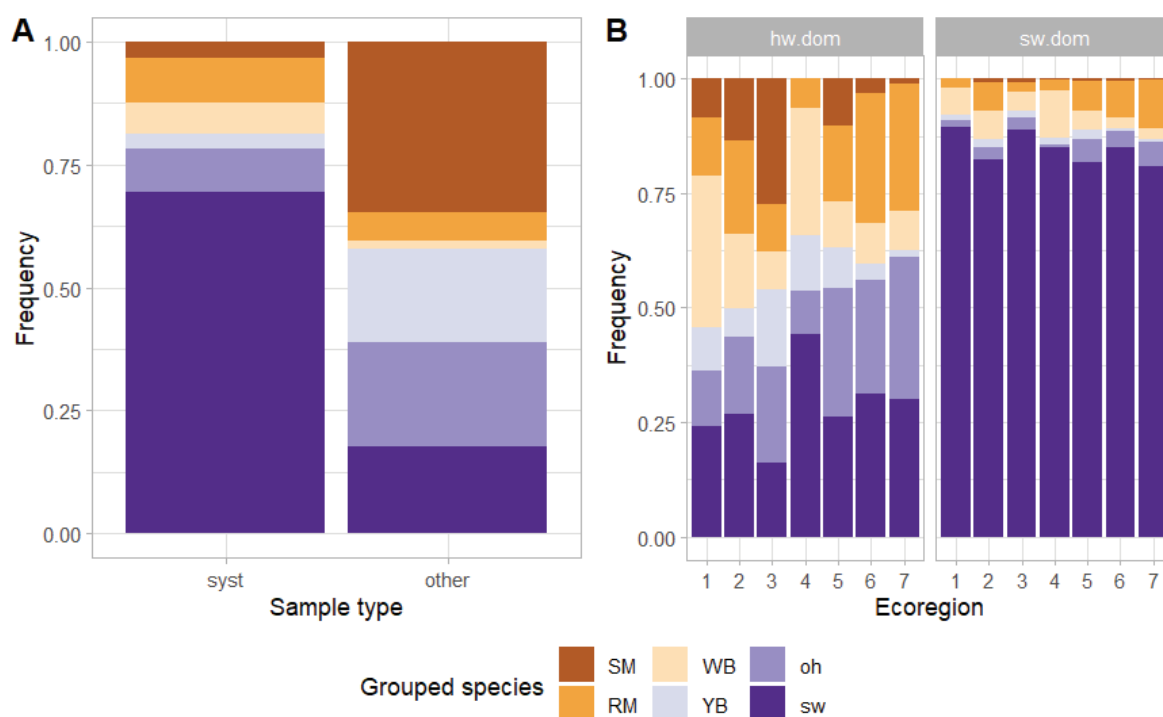 A
1.00
0.75
0.50
0.25
0.00
Frequency
syst other
Sample type
B
hw.dom sw.dom
1.00
0.75
0.50
0.25
0.00
Frequency
1 2 3 4 5 6 7 1 2 3 4 5 6 7
Ecoregion
Grouped species
SM WB oh
RM YB sw